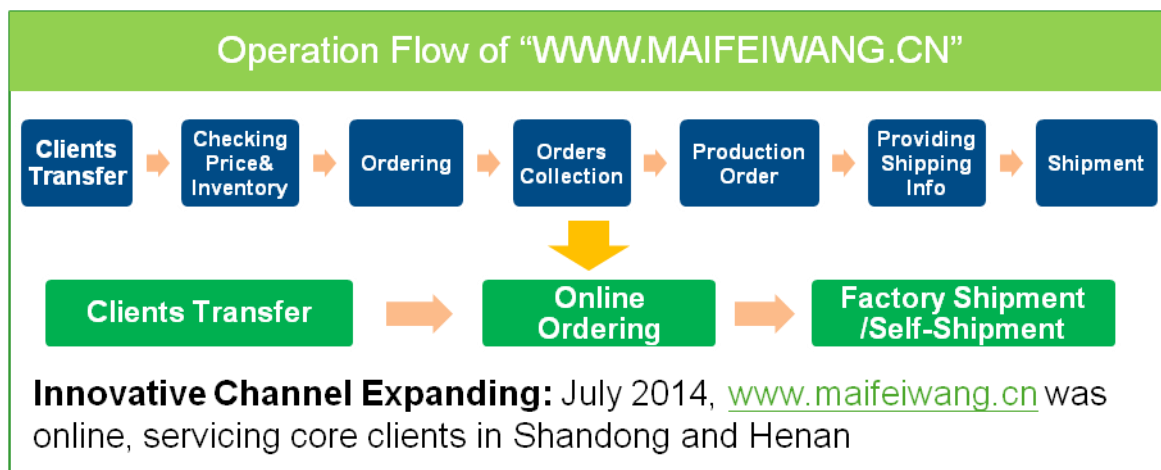 Operation Flow of “WWW.MAIFEIWANG.CN”
Clients
Transfer
Checking
Price&
Inventory
Ordering
Orders
Collection
Production
Order
Providing
Shipping
Info
Shipment
Clients Transfer
Online
Ordering
Factory Shipment
/Self-Shipment
Innovative Channel Expanding: July 2014, www.maifeiwang.cn was
online, servicing core clients in Shandong and Henan